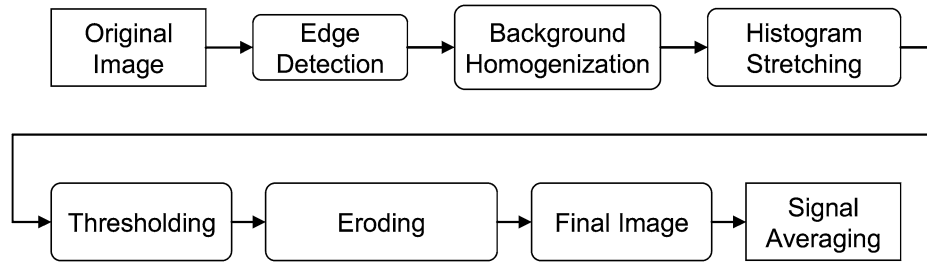 Original
Image
Edge
Detection
Background
Homogenization
Histogram
Stretching
Thresholding
Eroding
Final Image
Signal
Averaging